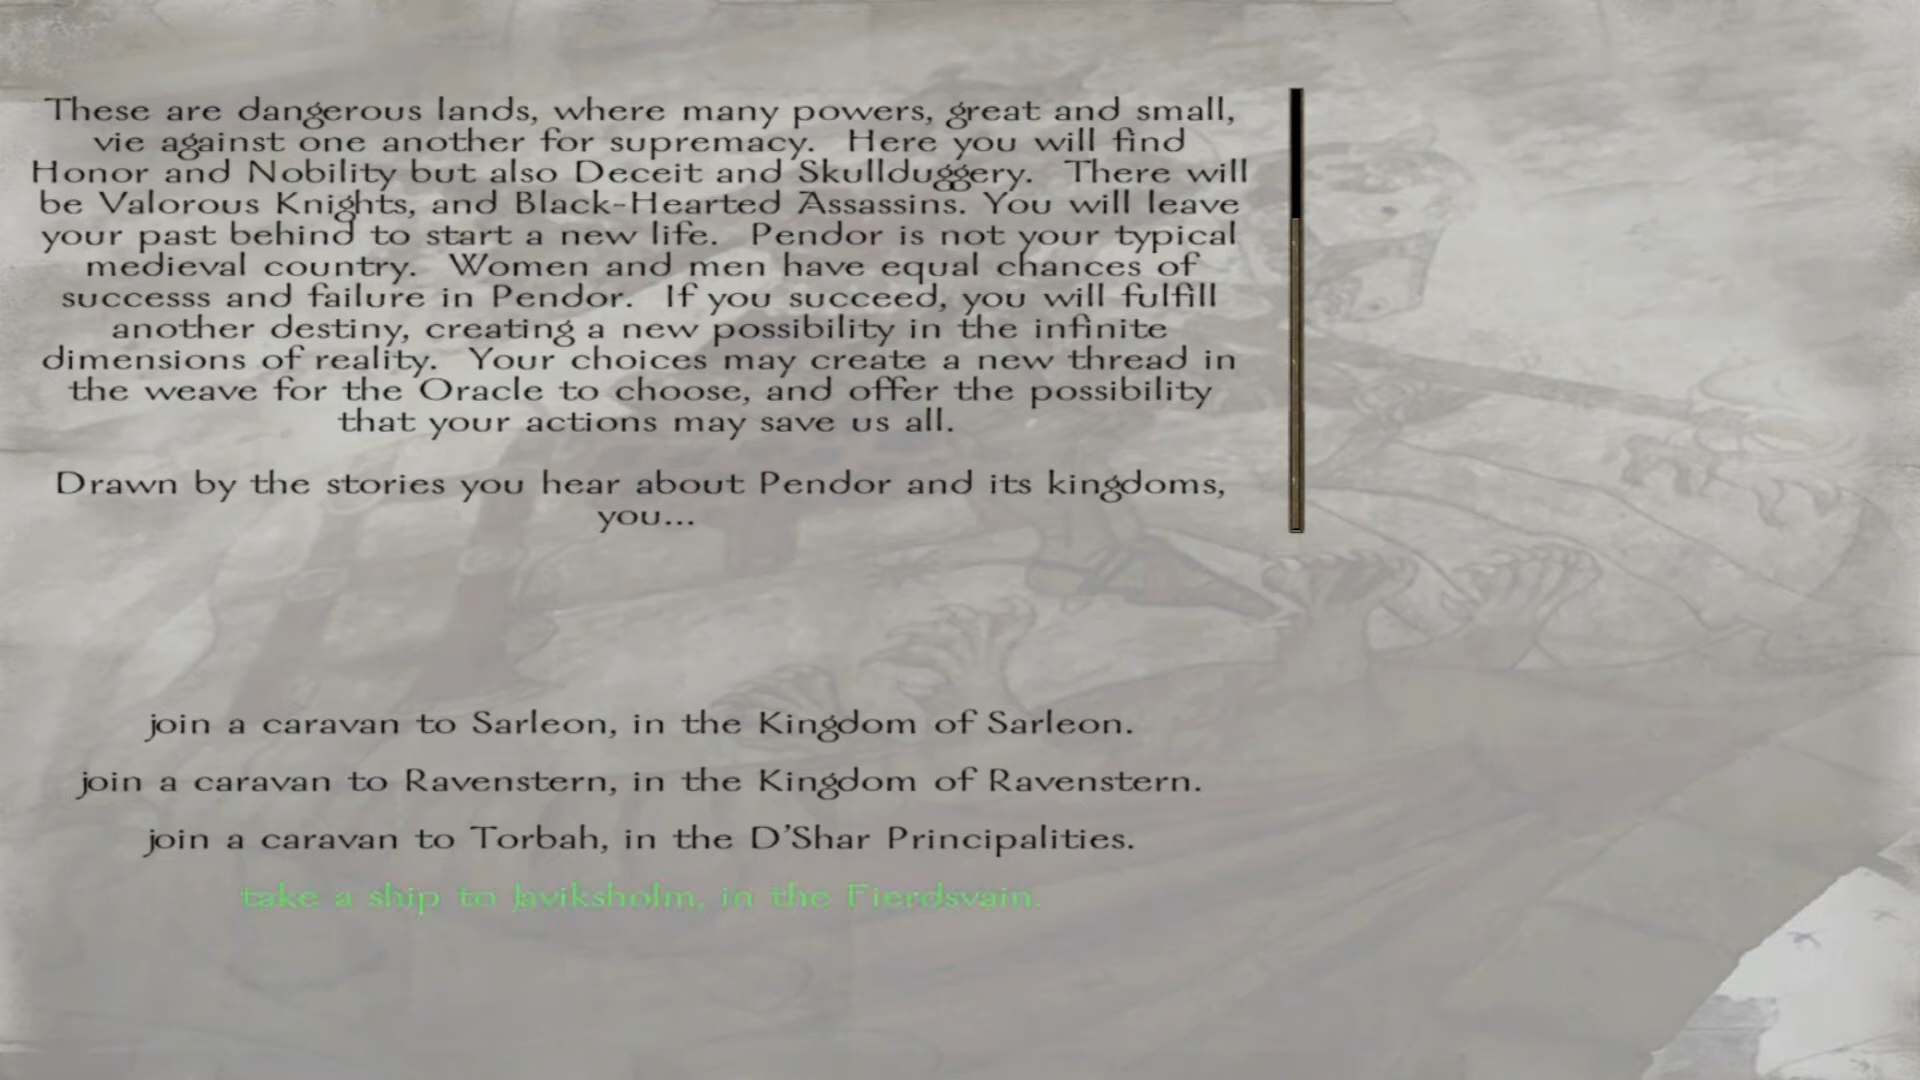 These are dangerous lands, where many powers, great and small,
vie against one another for supremacy.  Here you will find
Honor and Nobility but also Deceit and Skullduggery.  There will
be Valorous Knights, and Black-Hearted Assassins. You will leave
your past behind to start a new life.  Pendor is not your typical
medieval country.  Women and men have equal chances of
successs and failure in Pendor.  If you succeed, you will fulfill
another destiny, creating a new possibility in the infinite
dimensions of reality.  Your choices may create a new thread in
the weave for the Oracle to choose, and offer the possibility
that your actions may save us all.
Drawn by the stories you hear about Pendor and its kingdoms,
you...
join a caravan to Sarleon, in the Kingdom of Sarleon.
join a caravan to Ravenstern, in the Kingdom of Ravenstern.
join a caravan to Torbah, in the D'Shar Principalities.
take a ship to Javiksholm, in the Fierdsvain.